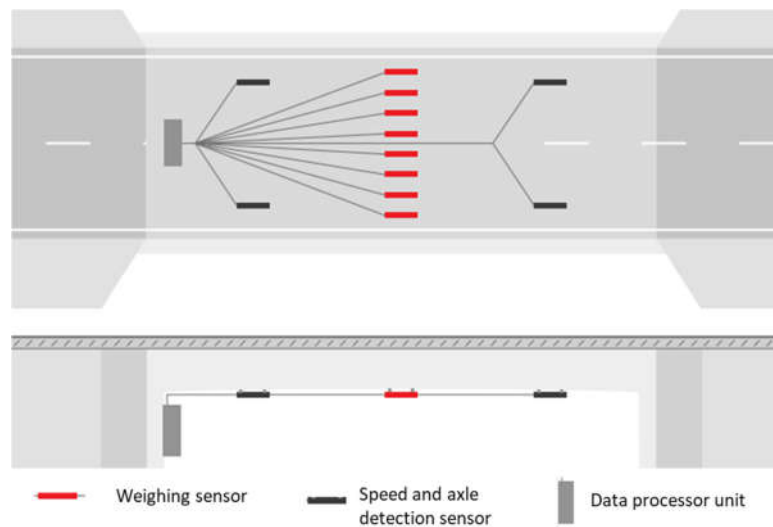 Weighing sensor
Speed and axle
detection sensor
Data processor unit